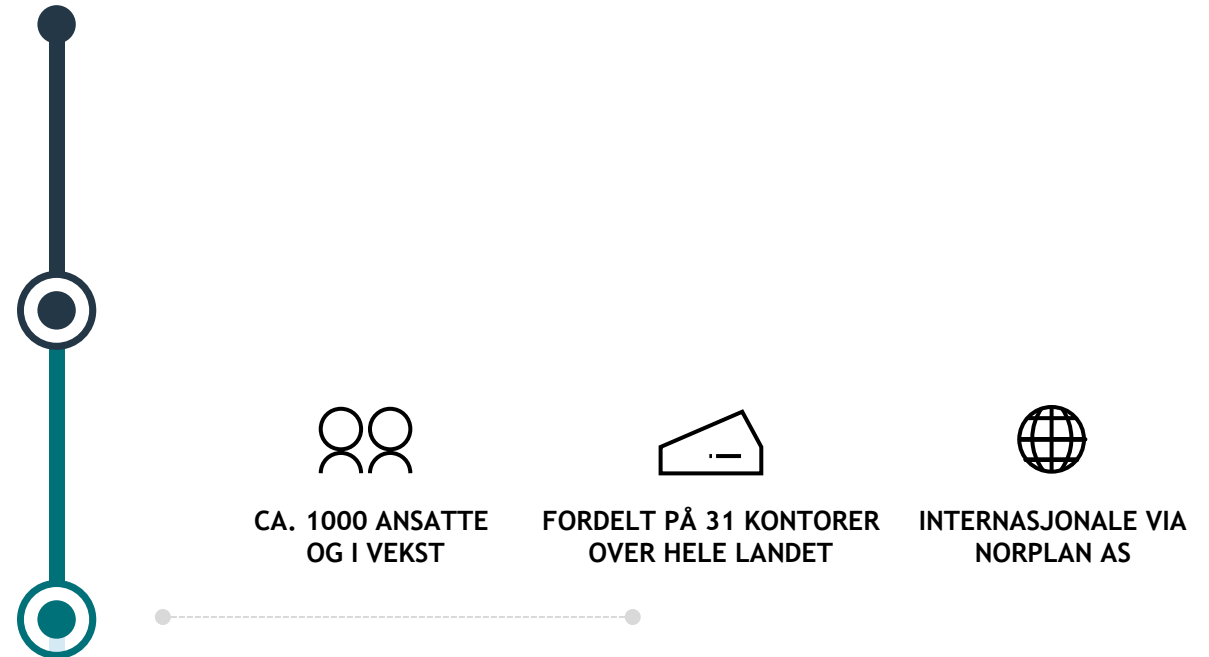 CA. 1000 ANSATTE
OG I VEKST
FORDELT PÅ 31 KONTORER
OVER HELE LANDET
INTERNASJONALE VIA
NORPLAN AS